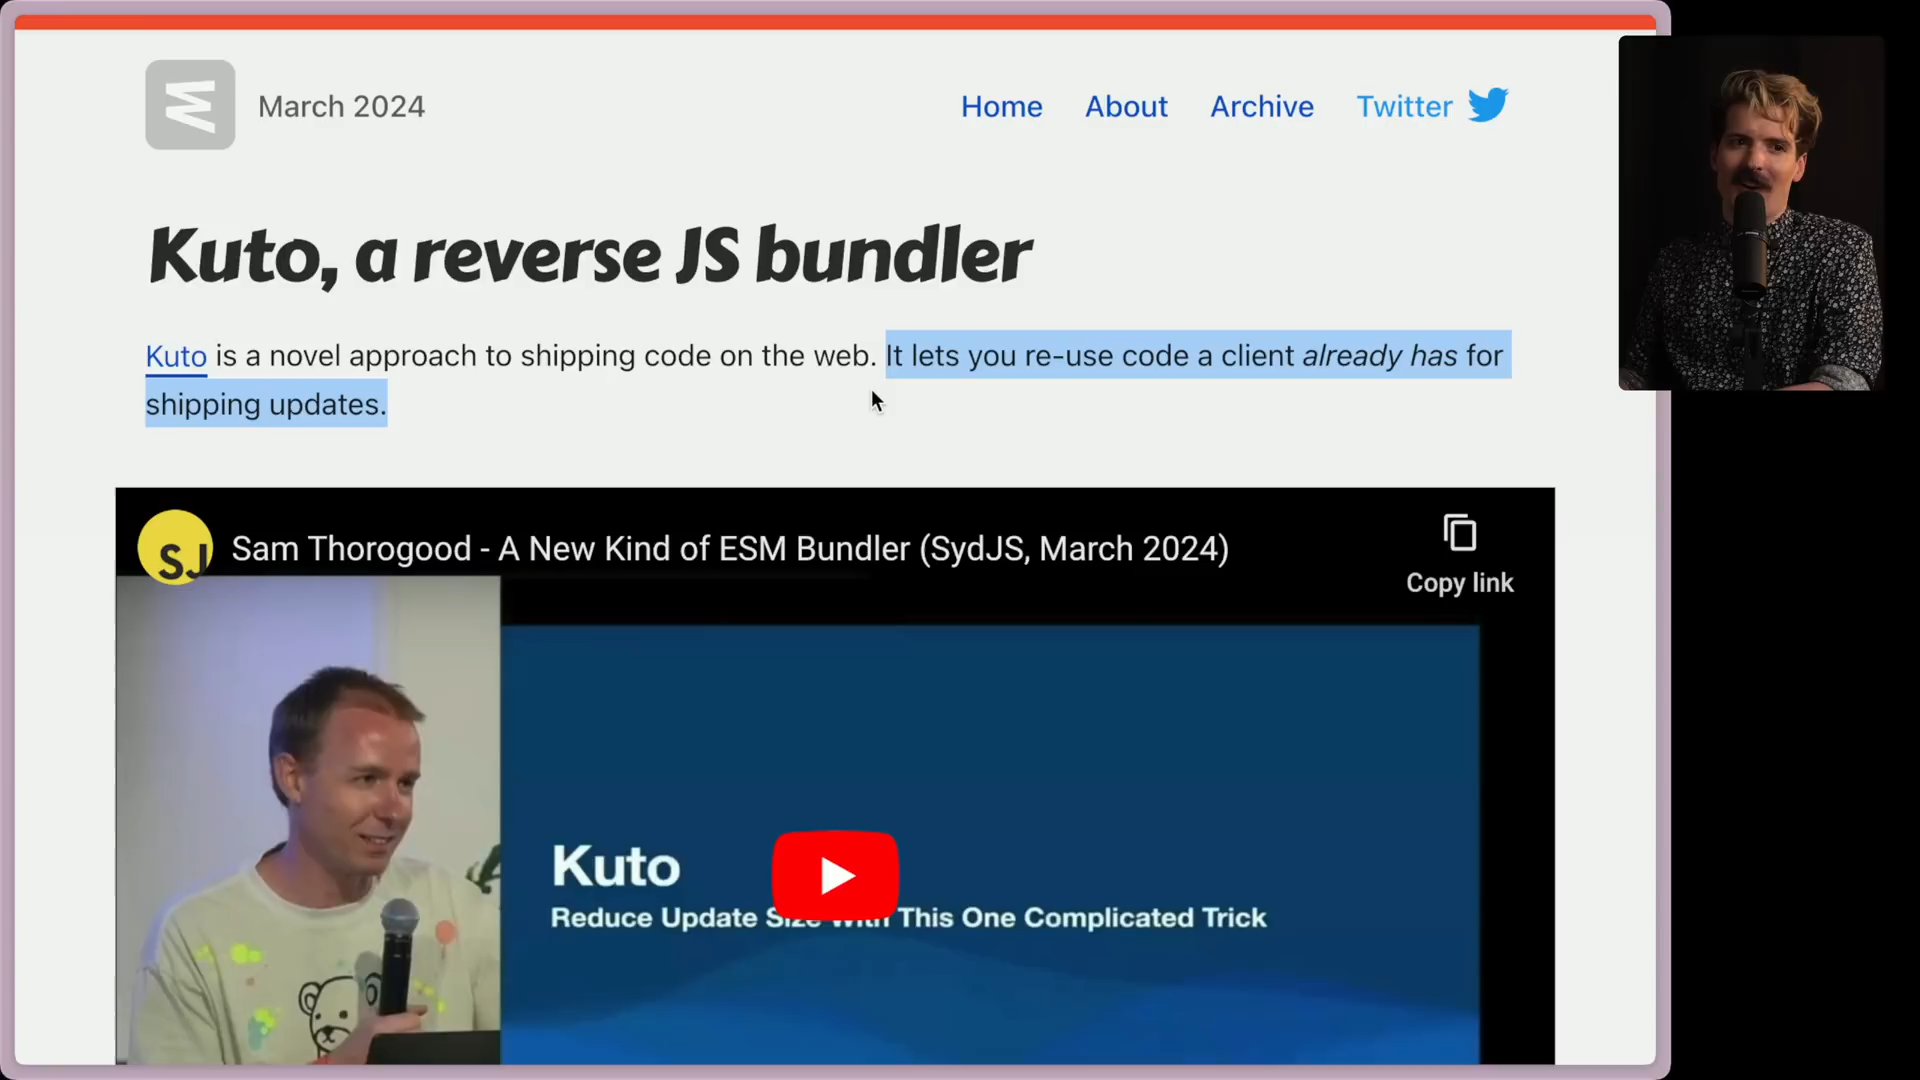 March 2024
Home About Archive Twitter
Kuto, a reverse JS bundler
Kuto is a novel approach to shipping code on the web. It lets you re-use code a client already has for
shipping updates.
SJ
Sam Thorogood - A New Kind of ESM Bundler (SydJS, March 2024)
Copy link
Kuto
Reduce Update Size With This One Complicated Trick